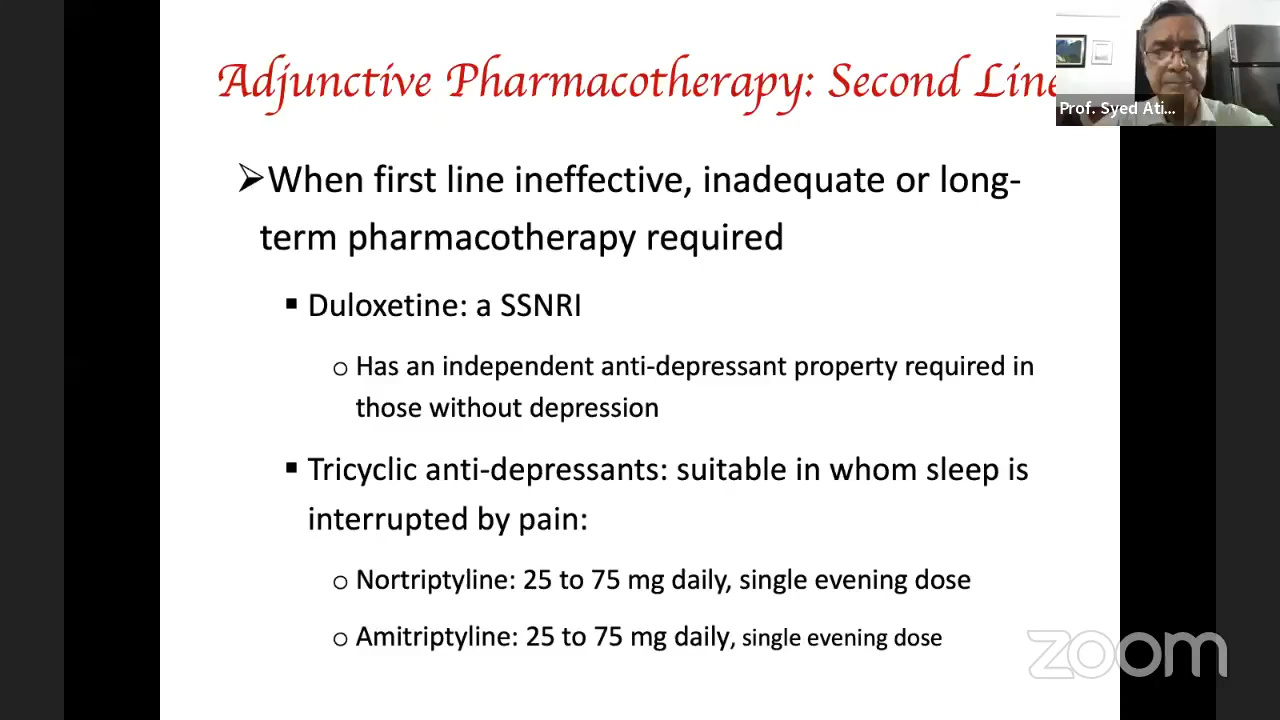 Adjunctive Pharmacotherapy: Second Line
Prof. Syed Ati...
➢When first line ineffective, inadequate or long-
term pharmacotherapy required
▪ Duloxetine: a SSNRI
o Has an independent anti-depressant property required in
those without depression
▪ Tricyclic anti-depressants: suitable in whom sleep is
interrupted by pain:
o Nortriptyline: 25 to 75 mg daily, single evening dose
o Amitriptyline: 25 to 75 mg daily, single evening dose
zoom